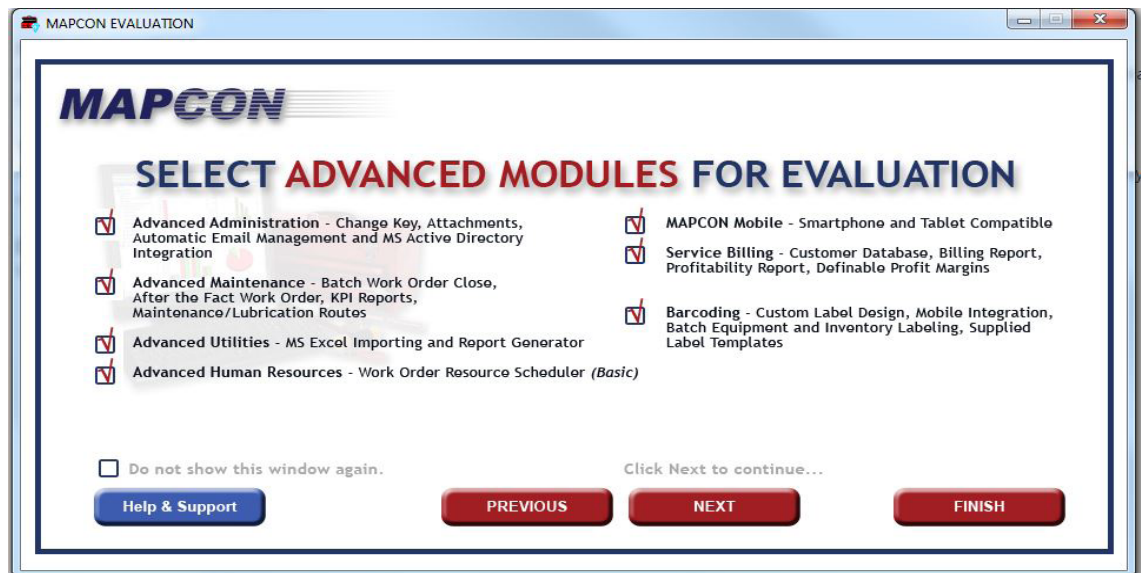 MAPCON EVALUATION
MAPCON
SELECT ADVANCED MODULES FOR EVALUATION
Advanced Administration - Change Key, Attachments,
Automatic Email Management and MS Active Directory
Integration
Advanced Maintenance - Batch Work Order Close,
After the Fact Work Order, KPI Reports,
Maintenance/Lubrication Routes
Advanced Utilities - MS Excel Importing and Report Generator
Advanced Human Resources - Work Order Resource Scheduler (Basic)
MAPCON Mobile - Smartphone and Tablet Compatible
Service Billing - Customer Database, Billing Report,
Profitability Report, Definable Profit Margins
Barcoding - Custom Label Design, Mobile Integration,
Batch Equipment and Inventory Labeling, Supplied
Label Templates
Do not show this window again.
Click Next to continue...
Help & Support
PREVIOUS
NEXT
FINISH